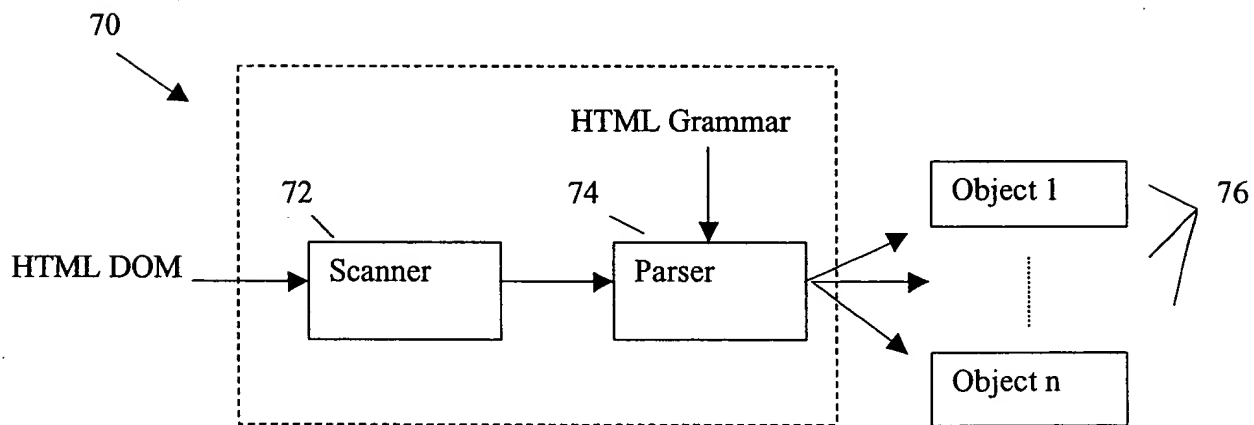 70
HTML Grammar
72
74
Object 1
76
HTML DOM
Scanner
Parser
Object n